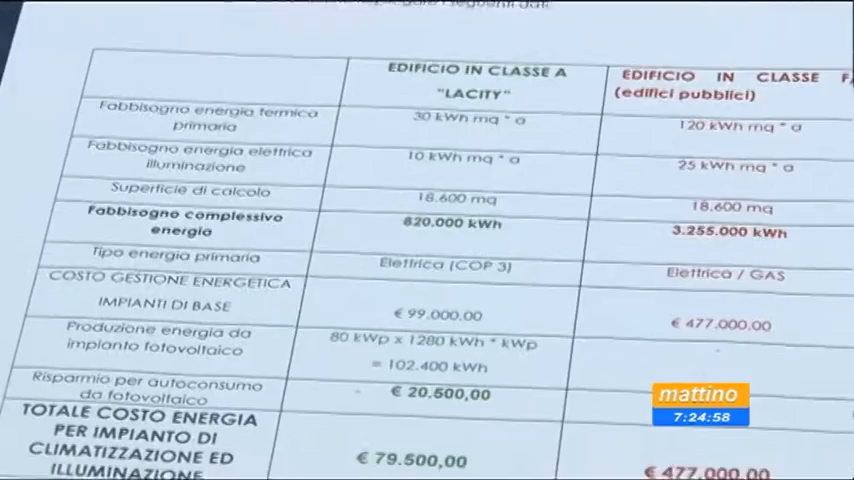 seguenti dati
EDIFICIO IN CLASSE A
"LACITY"
EDIFICIO IN CLASSE
(edifici pubblici)
Fabbisogno energia termica
primaria
30 kWh mq * a
120 kWh mq * a
Fabbisogno energia elettrica
illuminazione
10 kWh mq * a
25 kWh mq * a
Superficie di calcolo
18.600 mq
18.600 mq
Fabbisogno complessivo
energia
820.000 kWh
3.255.000 kWh
Tipo energia primaria
Elettrica (COP 3)
Elettrica / GAS
COSTO GESTIONE ENERGETICA
IMPIANTI DI BASE
€ 99.000,00
€ 477.000,00
Produzione energia da
impianto fotovoltaico
80 kWp x 1280 kWh * kWp
= 102.400 kWh
-
Risparmio per autoconsumo
da fotovoltaico
- € 20.500,00
TOTALE COSTO ENERGIA
PER IMPIANTO DI
CLIMATIZZAZIONE ED
ILLUMINAZIONE
€ 79.500,00
€ 477.000,00
mattino
7:24:58